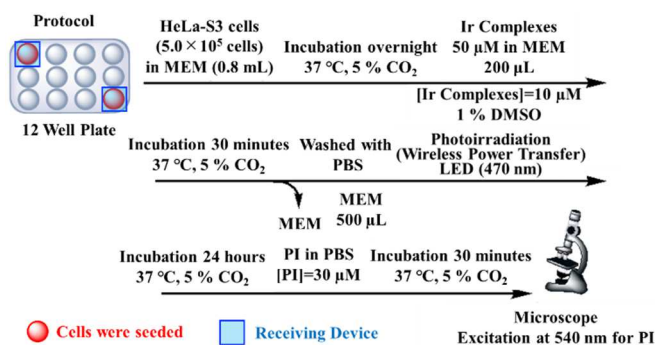 Protocol
HeLa-S3 cells
(5.0×10⁵ cells)
in MEM (0.8 mL)
Incubation overnight
37 °C, 5 % CO₂
Ir Complexes
50 μM in MEM
200 μL
[Ir Complexes]=10 μM
1 % DMSO
12 Well Plate
Incubation 30 minutes
37 °C, 5 % CO₂
Washed with
PBS
Photoirradiation
(Wireless Power Transfer)
LED (470 nm)
MEM
MEM
500 μL
Incubation 24 hours
37 °C, 5 % CO₂
PI in PBS
[PI]=30 μM
Incubation 30 minutes
37 °C, 5 % CO₂
Microscope
Excitation at 540 nm for PI
Cells were seeded
Receiving Device